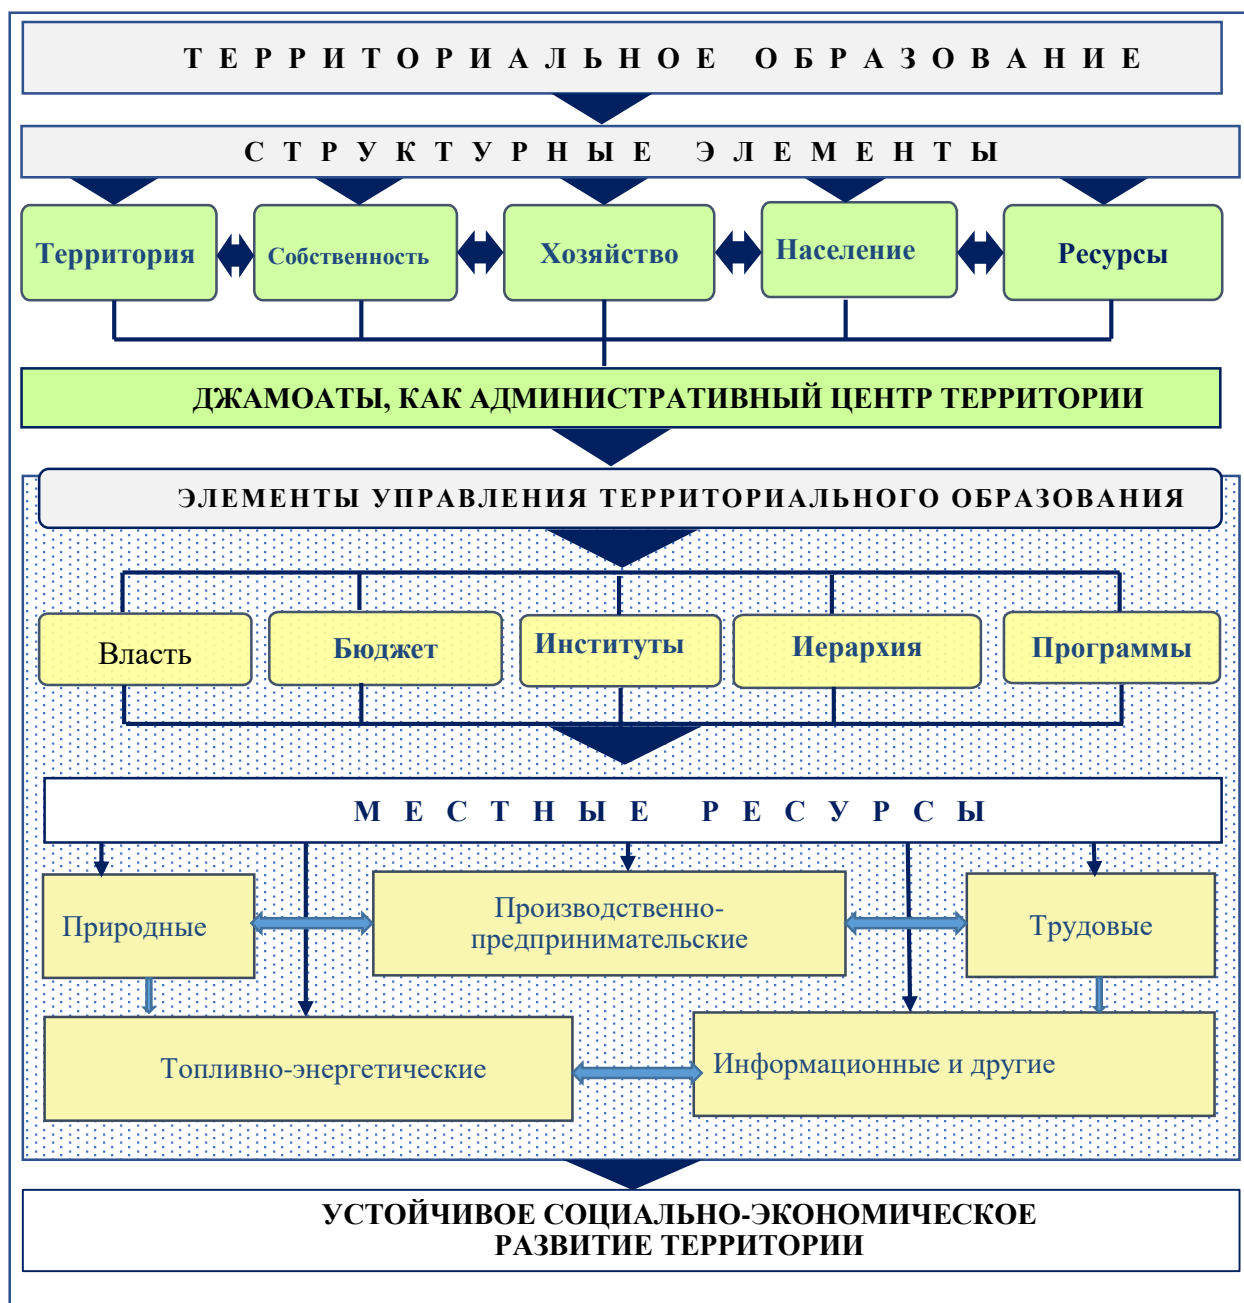 ТЕРРИТОРИАЛЬНОЕ ОБРАЗОВАНИЕ
СТРУКТУРНЫЕ ЭЛЕМЕНТЫ
Территория
Собственность
Хозяйство
Население
Ресурсы
ДЖАМОАТЫ, КАК АДМИНИСТРАТИВНЫЙ ЦЕНТР ТЕРРИТОРИИ
ЭЛЕМЕНТЫ УПРАВЛЕНИЯ ТЕРРИТОРИАЛЬНОГО ОБРАЗОВАНИЯ
Власть
Бюджет
Институты
Иерархия
Программы
МЕСТНЫЕ РЕСУРСЫ
Природные
Производственно-
предпринимательские
Трудовые
Топливно-энергетические
Информационные и другие
УСТОЙЧИВОЕ СОЦИАЛЬНО-ЭКОНОМИЧЕСКОЕ
РАЗВИТИЕ ТЕРРИТОРИИ